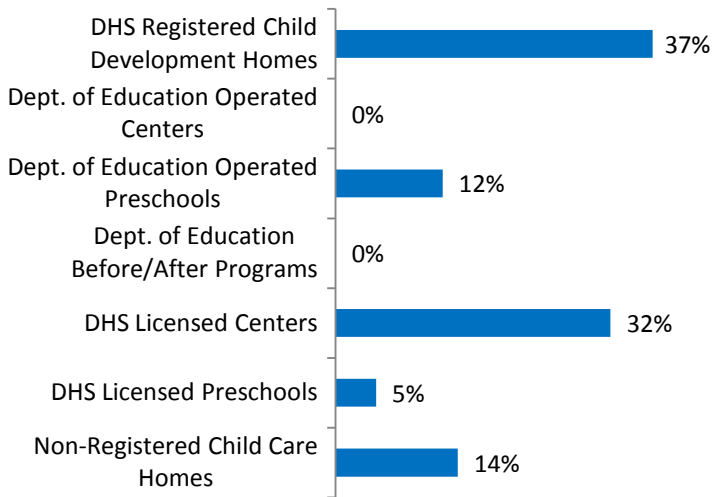 DHS Registered Child
Development Homes
37%
Dept. of Education Operated
Centers
0%
Dept. of Education Operated
Preschools
12%
Dept. of Education
Before/After Programs
0%
DHS Licensed Centers
32%
DHS Licensed Preschools
5%
Non-Registered Child Care
Homes
14%